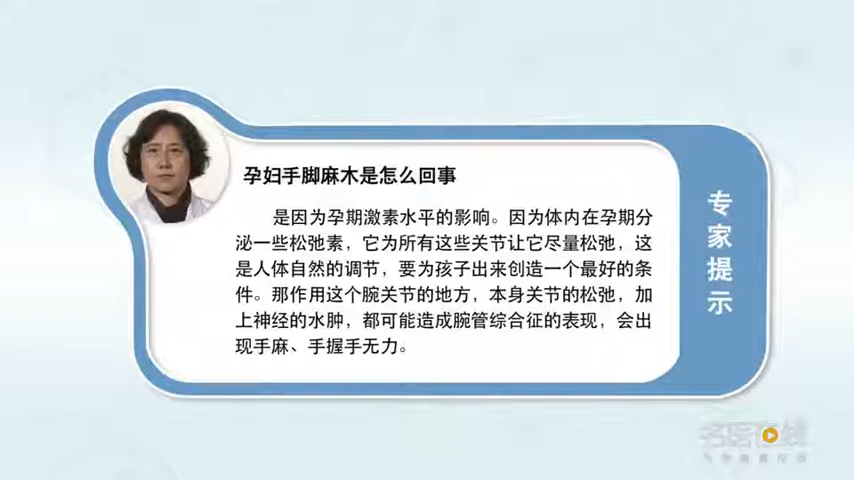 孕妇手脚麻木是怎么回事
是因为孕期激素水平的影响。因为体内在孕期分
泌一些松弛素，它为所有这些关节让它尽量松弛，这
是人体自然的调节，要为孩子出来创造一个最好的条
件。那作用这个腕关节的地方，本身关节的松弛，加
上神经的水肿，都可能造成腕管综合征的表现，会出
现手麻、手握手无力。
专家提示
名医在线